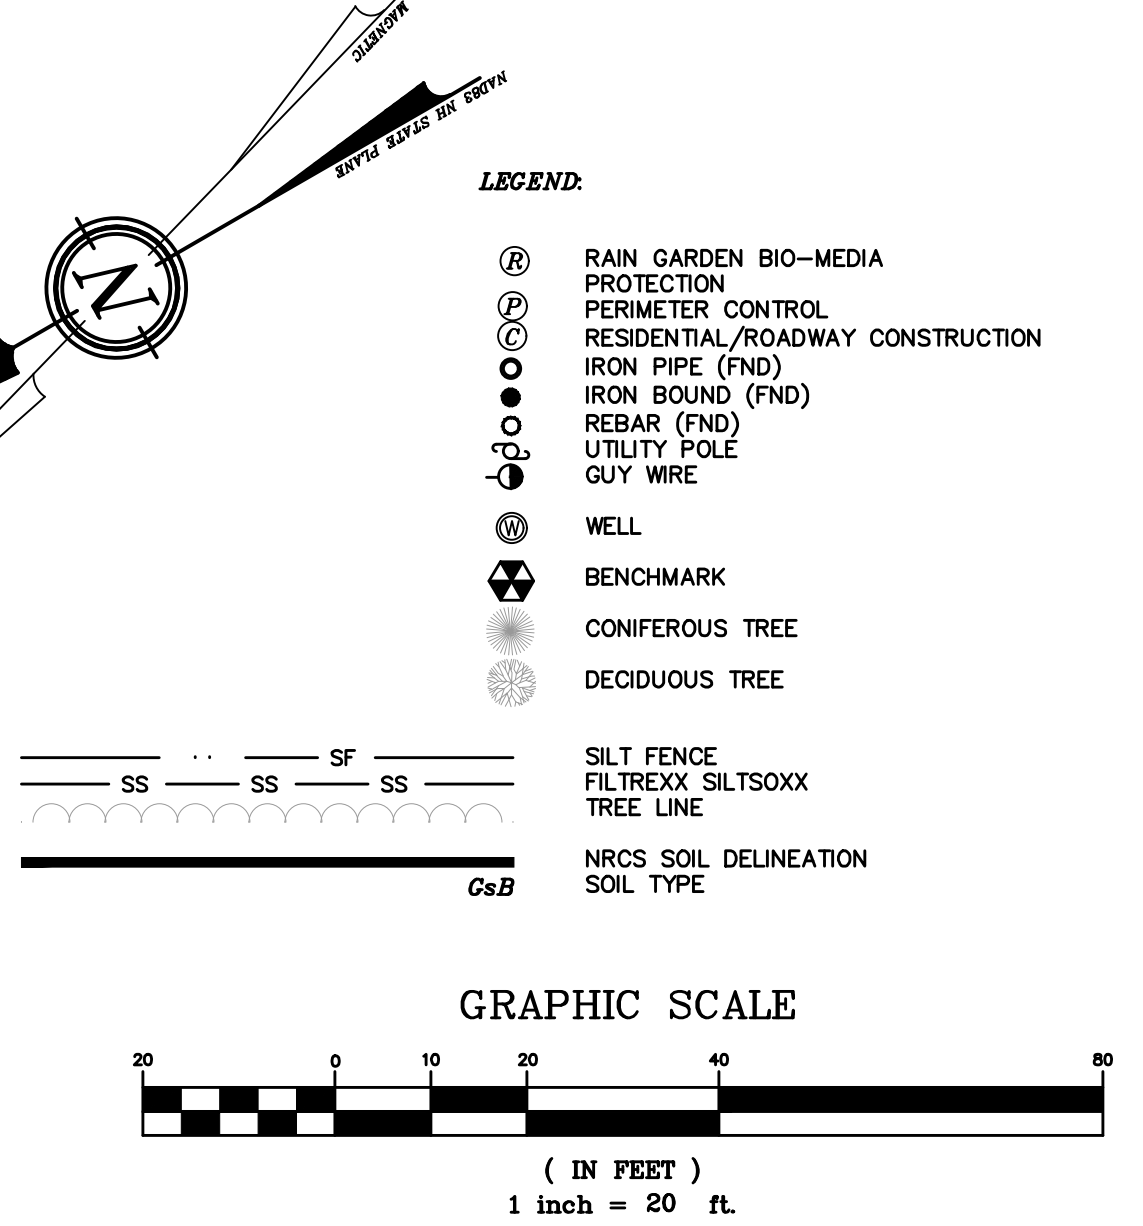 MAGNETIC
NAD83 NH STATE PLANE
N
LEGEND:
R RAIN GARDEN BIO-MEDIA
PROTECTION
P PERIMETER CONTROL
C RESIDENTIAL/ROADWAY CONSTRUCTION
IRON PIPE (FND)
IRON BOUND (FND)
REBAR (FND)
UTILITY POLE
GUY WIRE
W WELL
BENCHMARK
CONIFEROUS TREE
DECIDUOUS TREE
SF SILT FENCE
SS SS SS FILTREXX SILTSOXX
TREE LINE
NRCS SOIL DELINEATION
GsB SOIL TYPE
GRAPHIC SCALE
20 0 10 20 40 80
( IN FEET )
1 inch = 20 ft.